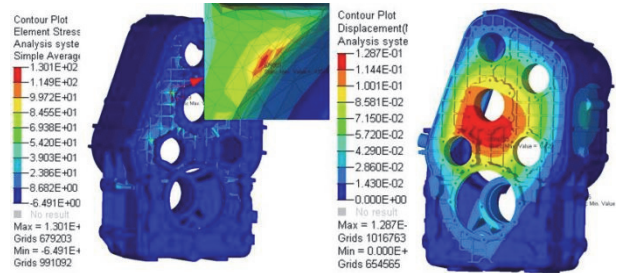 Contour Plot
Element Stress
Analysis syste
Simple Average
1.301E+02
1.149E+02
9.972E+01
8.455E+01
6.938E+01
5.420E+01
3.903E+01
2.386E+01
8.682E+00
-6.491E+00
No result
Max = 1.301E+
Grids 679203
Min = -6.491E+
Grids 991092
Contour Plot
Displacement(
Analysis syste
1.287E-01
1.144E-01
1.001E-01
8.581E-02
7.150E-02
5.720E-02
4.290E-02
2.860E-02
1.430E-02
0.000E+00
No result
Max = 1.287E-
Grids 1016763
Min = 0.000E+
Grids 654565
Min. Value